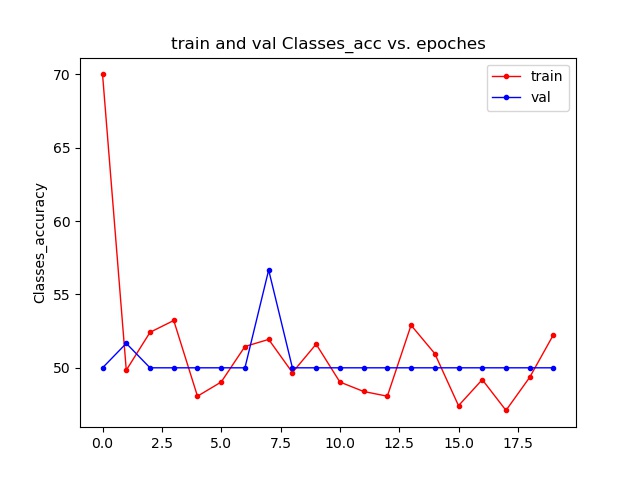 train and val Classes_acc vs. epoches
train
val
Classes_accuracy
70
65
60
55
50
0.0 2.5 5.0 7.5 10.0 12.5 15.0 17.5